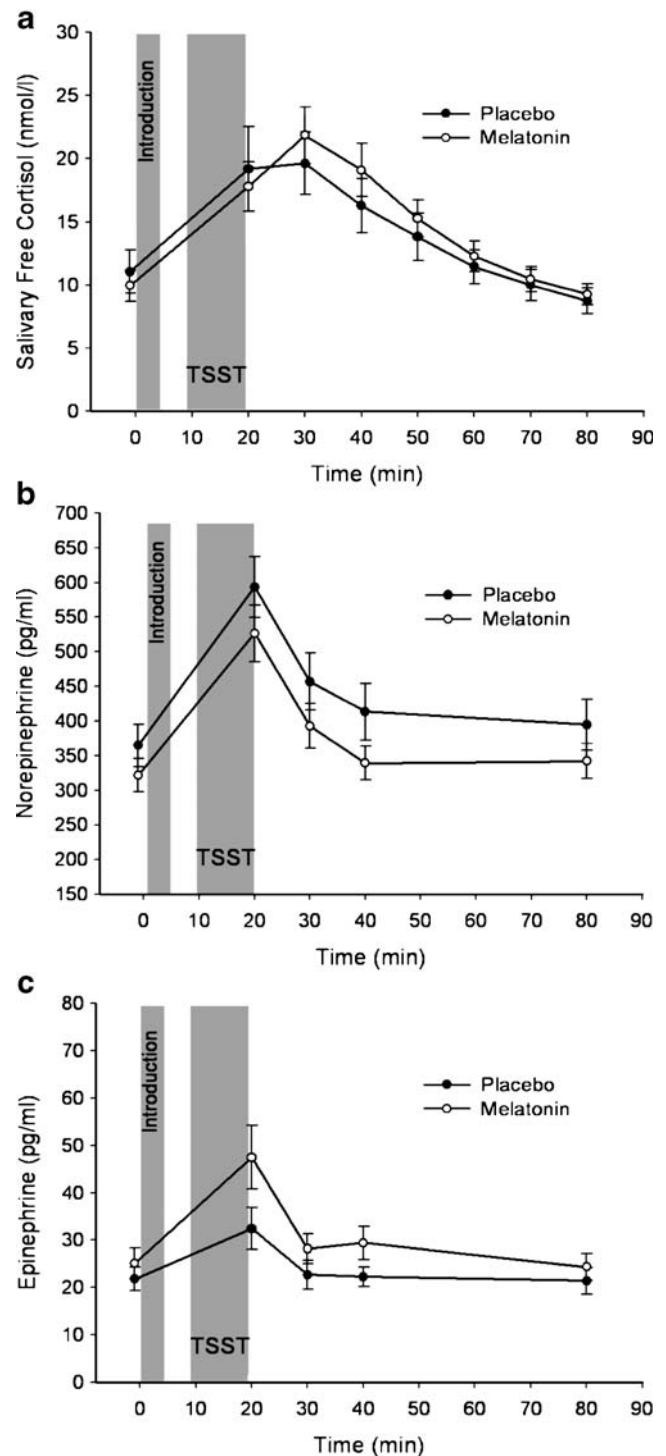 a
30
25
20
15
10
5
0
Salivary Free Cortisol (nmol/l)
Introduction
TSST
Placebo
Melatonin
0 10 20 30 40 50 60 70 80 90
Time (min)
b
700
650
600
550
500
450
400
350
300
250
200
150
Norepinephrine (pg/ml)
Introduction
TSST
Placebo
Melatonin
0 10 20 30 40 50 60 70 80 90
Time (min)
c
80
70
60
50
40
30
20
10
0
Epinephrine (pg/ml)
Introduction
TSST
Placebo
Melatonin
0 10 20 30 40 50 60 70 80 90
Time (min)